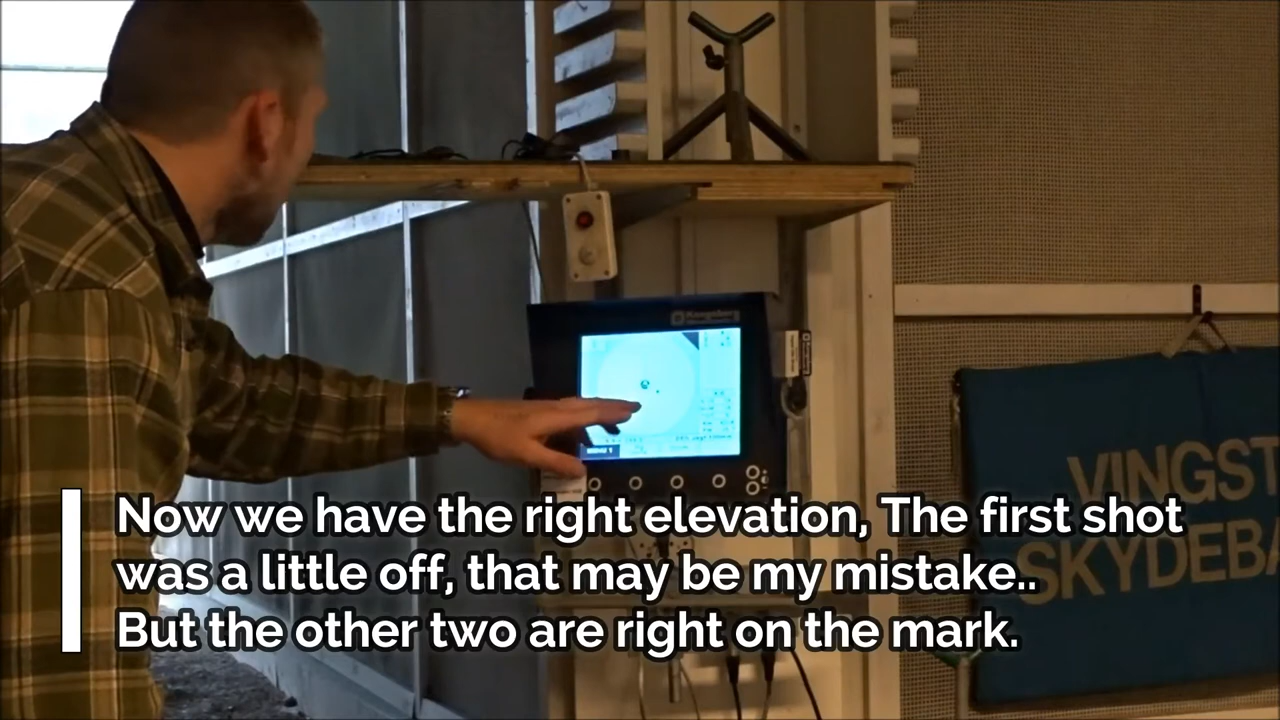 Kongsberg
VINGST
SKYDEBA
Now we have the right elevation, The first shot
was a little off, that may be my mistake..
But the other two are right on the mark.